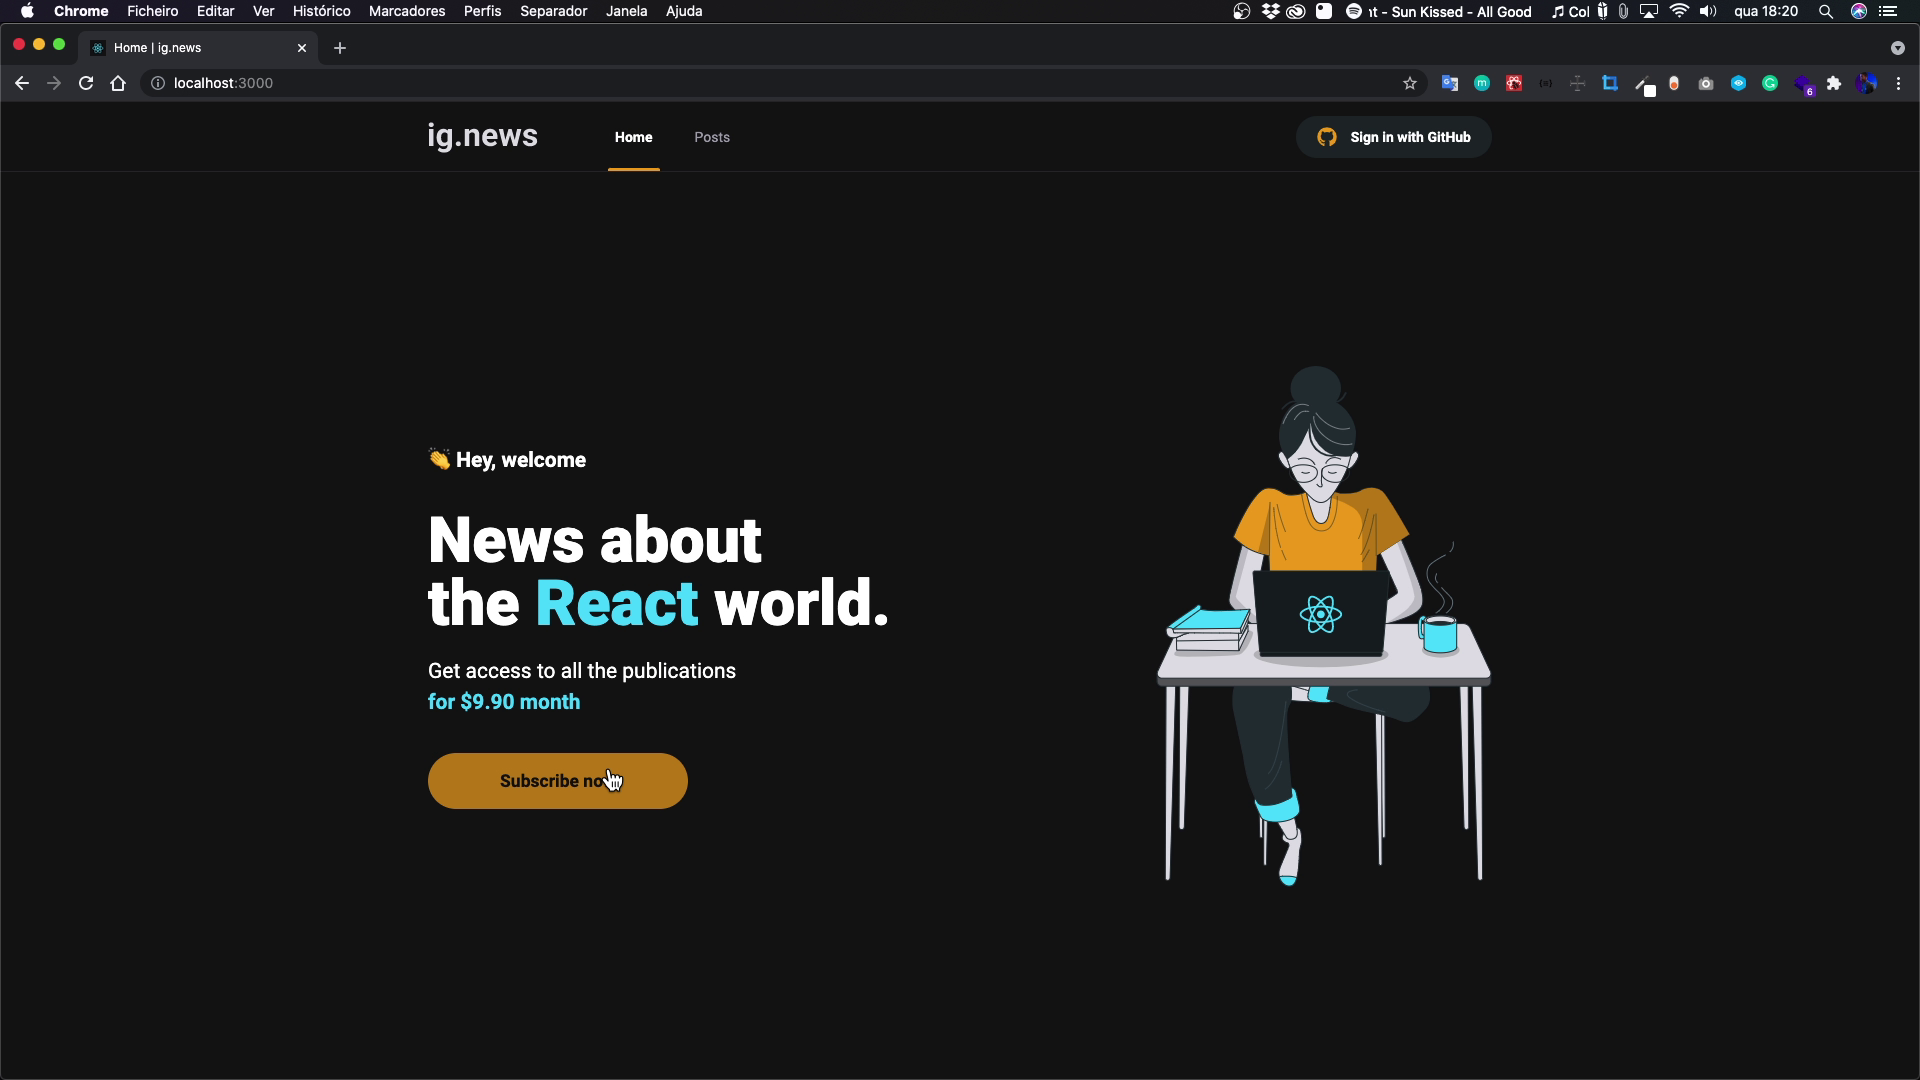 Chrome Ficheiro Editar Ver Histórico Marcadores Perfis Separador Janela Ajuda
nt - Sun Kissed - All Good Col qua 18:20
Home | ig.news
localhost:3000
6
ig.news Home Posts Sign in with GitHub
👏 Hey, welcome
News about
the React world.
Get access to all the publications
for $9.90 month
Subscribe no